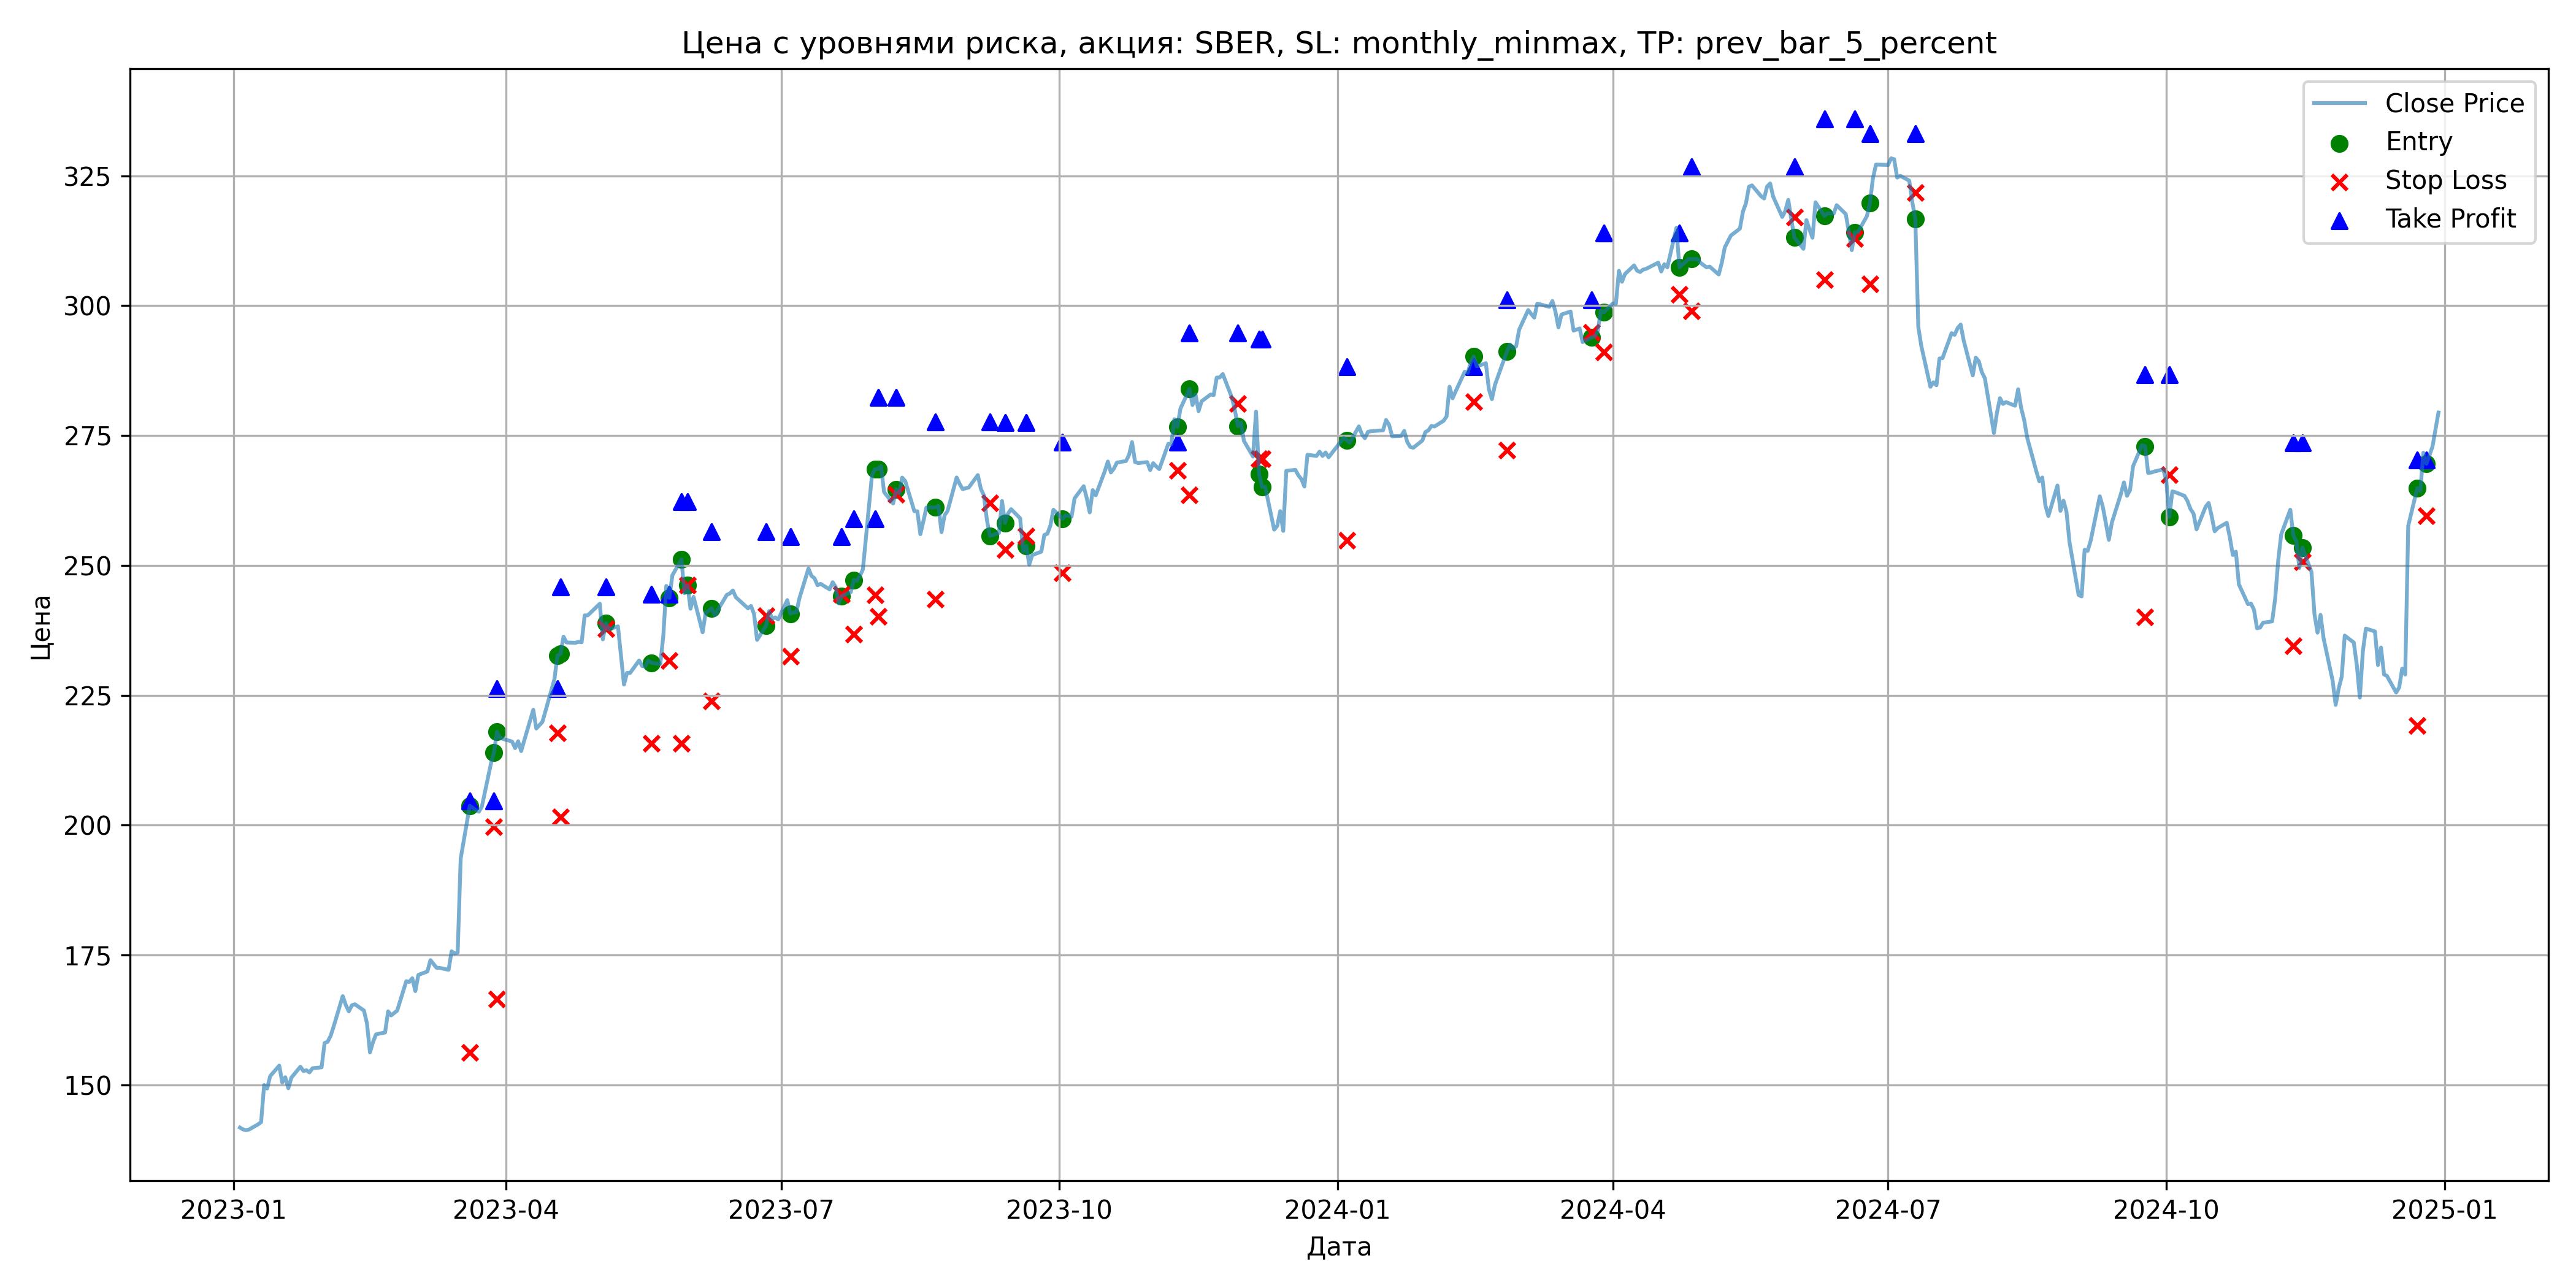 Цена с уровнями риска, акция: SBER, SL: monthly_minmax, TP: prev_bar_5_percent
Close Price
Entry
Stop Loss
Take Profit
Цена
325
300
275
250
225
200
175
150
2023-01
2023-04
2023-07
2023-10
2024-01
2024-04
2024-07
2024-10
2025-01
Дата